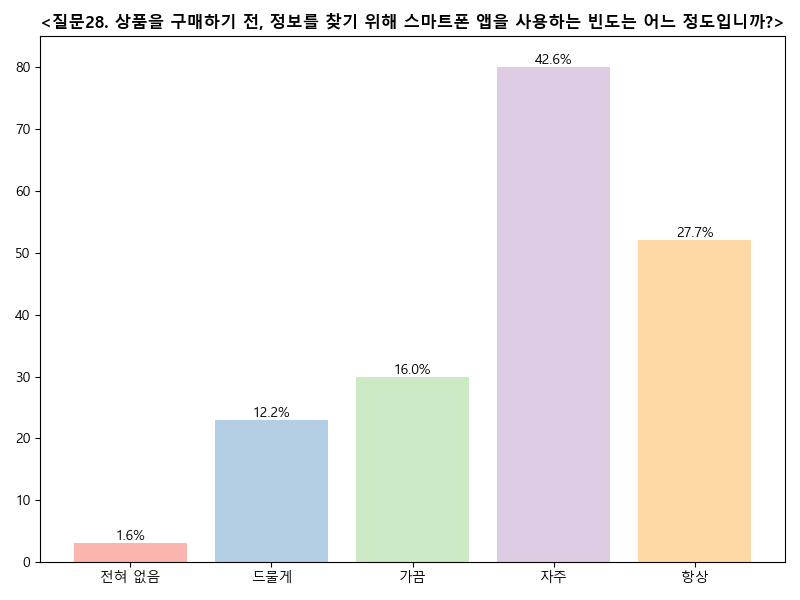 <질문28. 상품을 구매하기 전, 정보를 찾기 위해 스마트폰 앱을 사용하는 빈도는 어느 정도입니까?>
80
70
60
50
40
30
20
10
0
1.6%
12.2%
16.0%
42.6%
27.7%
전혀 없음
드물게
가끔
자주
항상